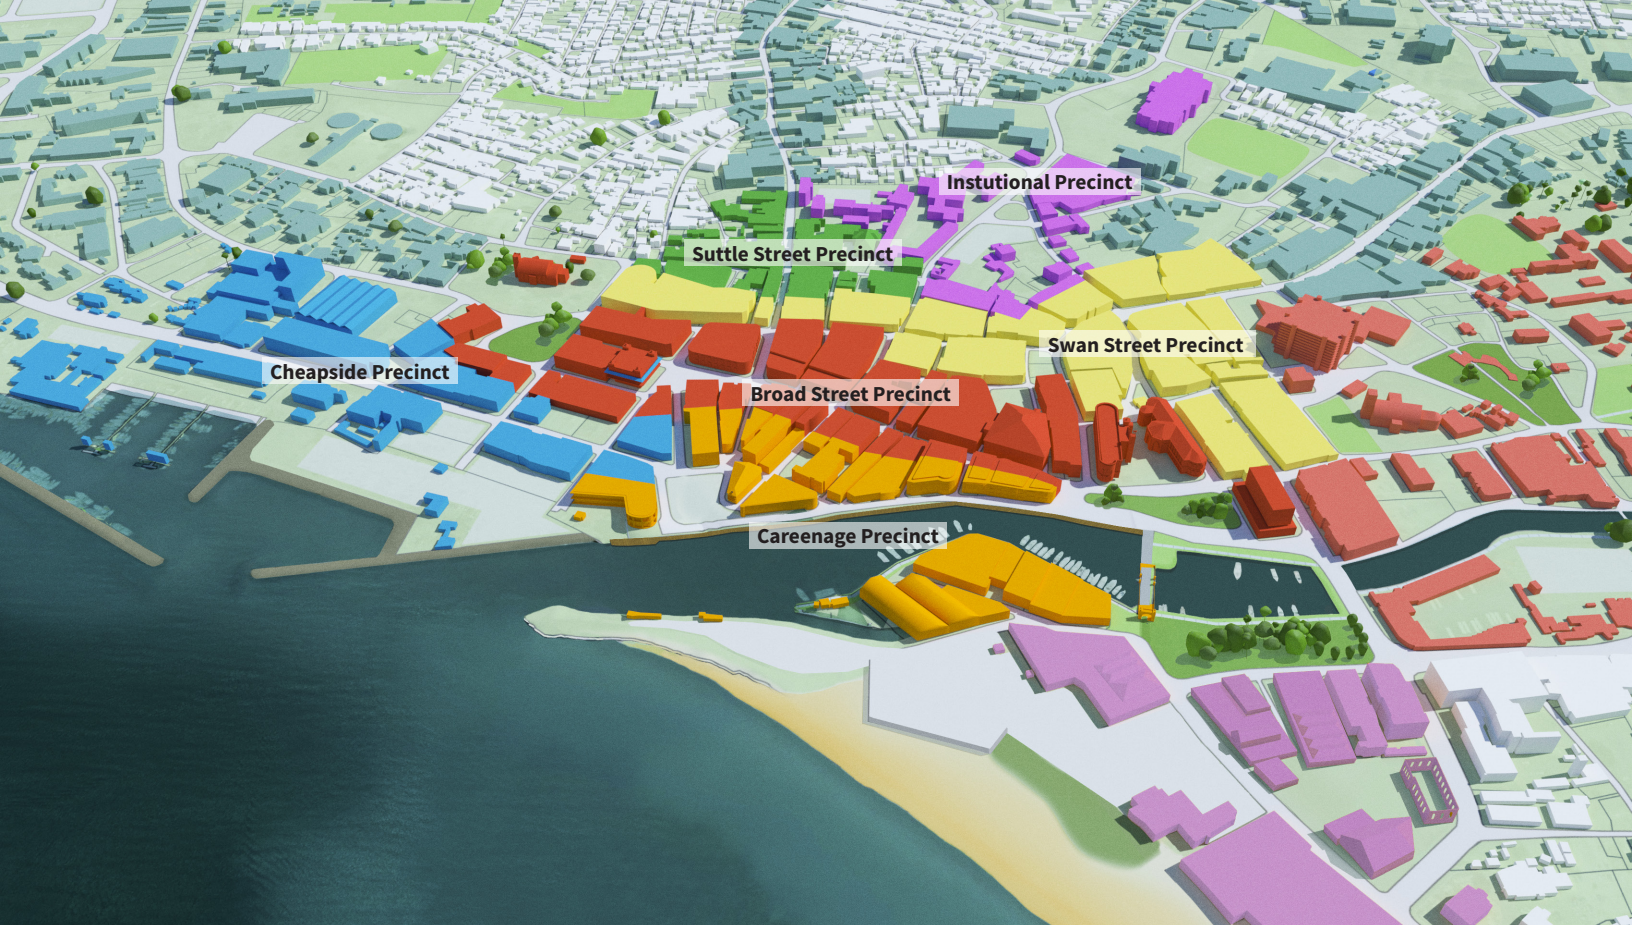 Instutional Precinct
Suttle Street Precinct
Swan Street Precinct
Cheapside Precinct
Broad Street Precinct
Careenage Precinct